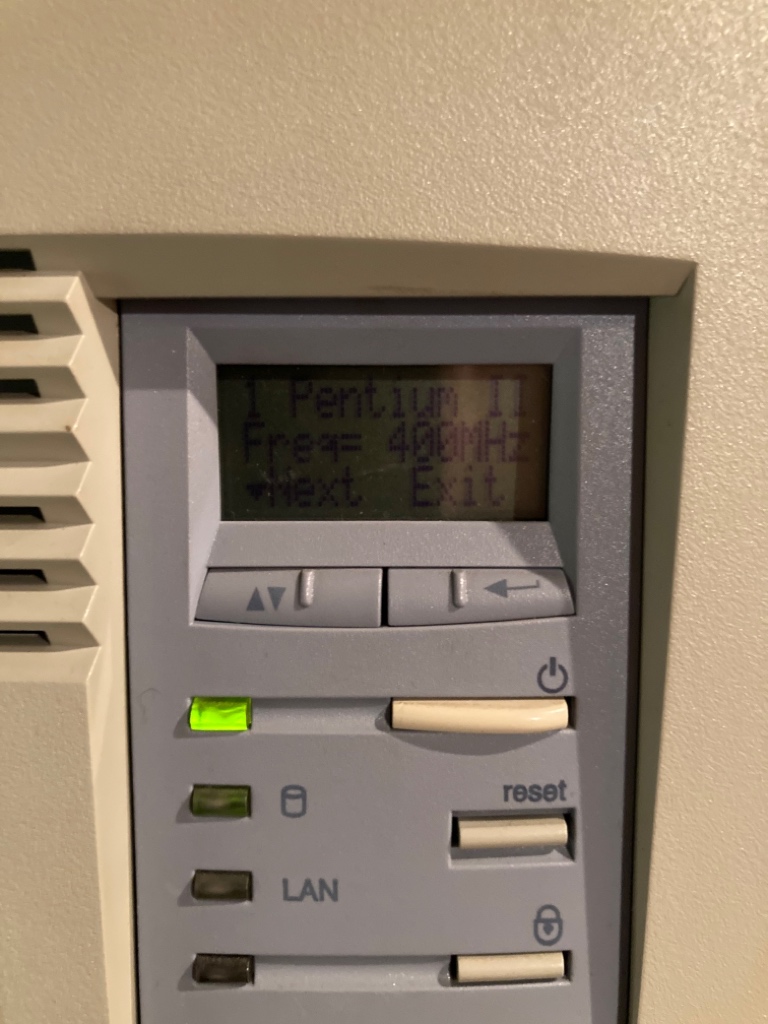 1 Pentium II
Freq= 400MHz
▾Next Exit
reset
LAN